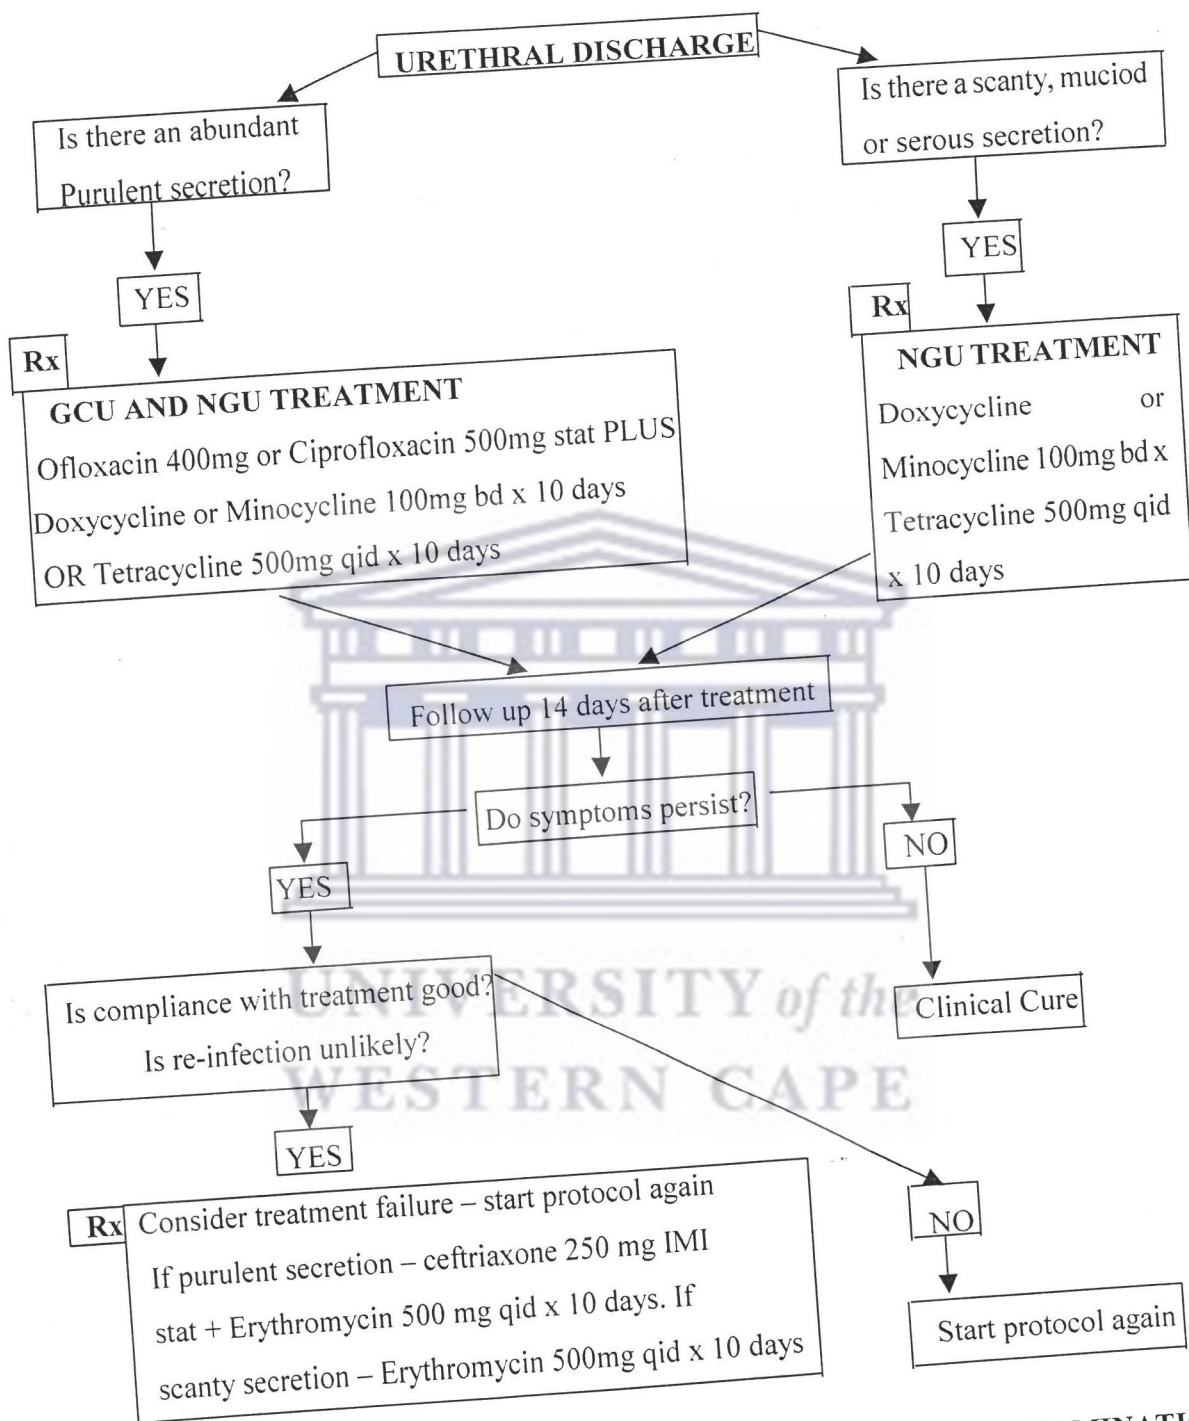 URETHRAL DISCHARGE
Is there an abundant
Purulent secretion?
Is there a scanty, muciod
or serous secretion?
YES
YES
Rx
GCU AND NGU TREATMENT
Ofloxacin 400mg or Ciprofloxacin 500mg stat PLUS
Doxycycline or Minocycline 100mg bd x 10 days
OR Tetracycline 500mg qid x 10 days
Rx
NGU TREATMENT
Doxycycline or
Minocycline 100mg bd x
Tetracycline 500mg qid
x 10 days
Follow up 14 days after treatment
Do symptoms persist?
YES
NO
Is compliance with treatment good?
Is re-infection unlikely?
Clinical Cure
UNIVERSITY of the
WESTERN CAPE
YES
NO
Rx
Consider treatment failure – start protocol again
If purulent secretion – ceftriaxone 250 mg IMI
stat + Erythromycin 500 mg qid x 10 days. If
scanty secretion – Erythromycin 500mg qid x 10 days
Start protocol again